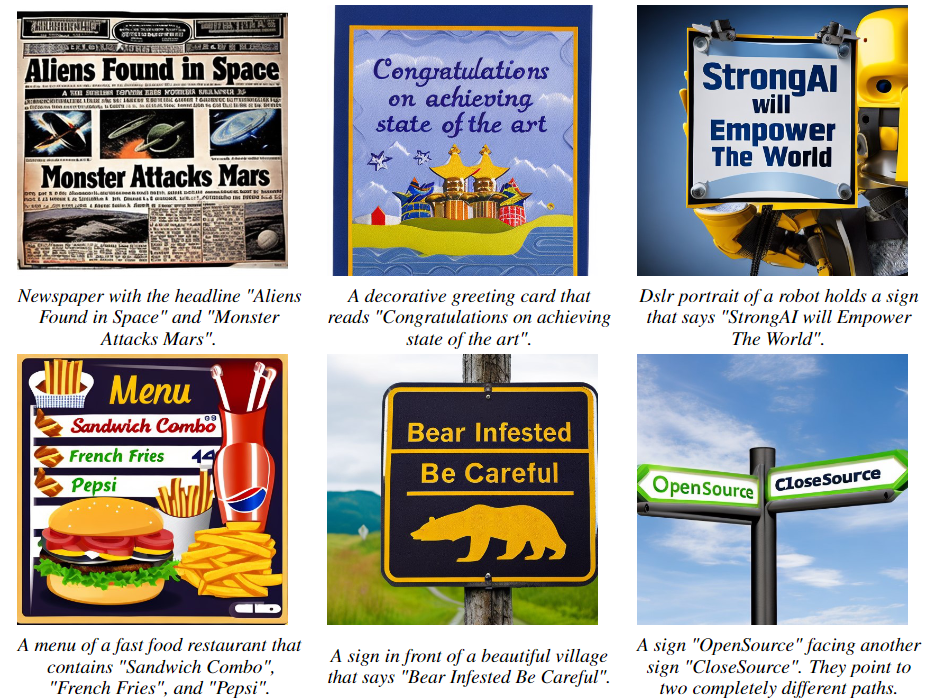 Aliens Found in Space
Monster Attacks Mars
Congratulations
on achieving
state of the art
StrongAI
will
Empower
The World
Newspaper with the headline "Aliens
Found in Space" and "Monster
Attacks Mars".
A decorative greeting card that
reads "Congratulations on achieving
state of the art".
Dslr portrait of a robot holds a sign
that says "StrongAI will Empower
The World".
Menu
Sandwich Combo
French Fries
Pepsi
Bear Infested
Be Careful
OpenSource
CloseSource
A menu of a fast food restaurant that
contains "Sandwich Combo",
"French Fries", and "Pepsi".
A sign in front of a beautiful village
that says "Bear Infested Be Careful".
A sign "OpenSource" facing another
sign "CloseSource". They point to
two completely different paths.